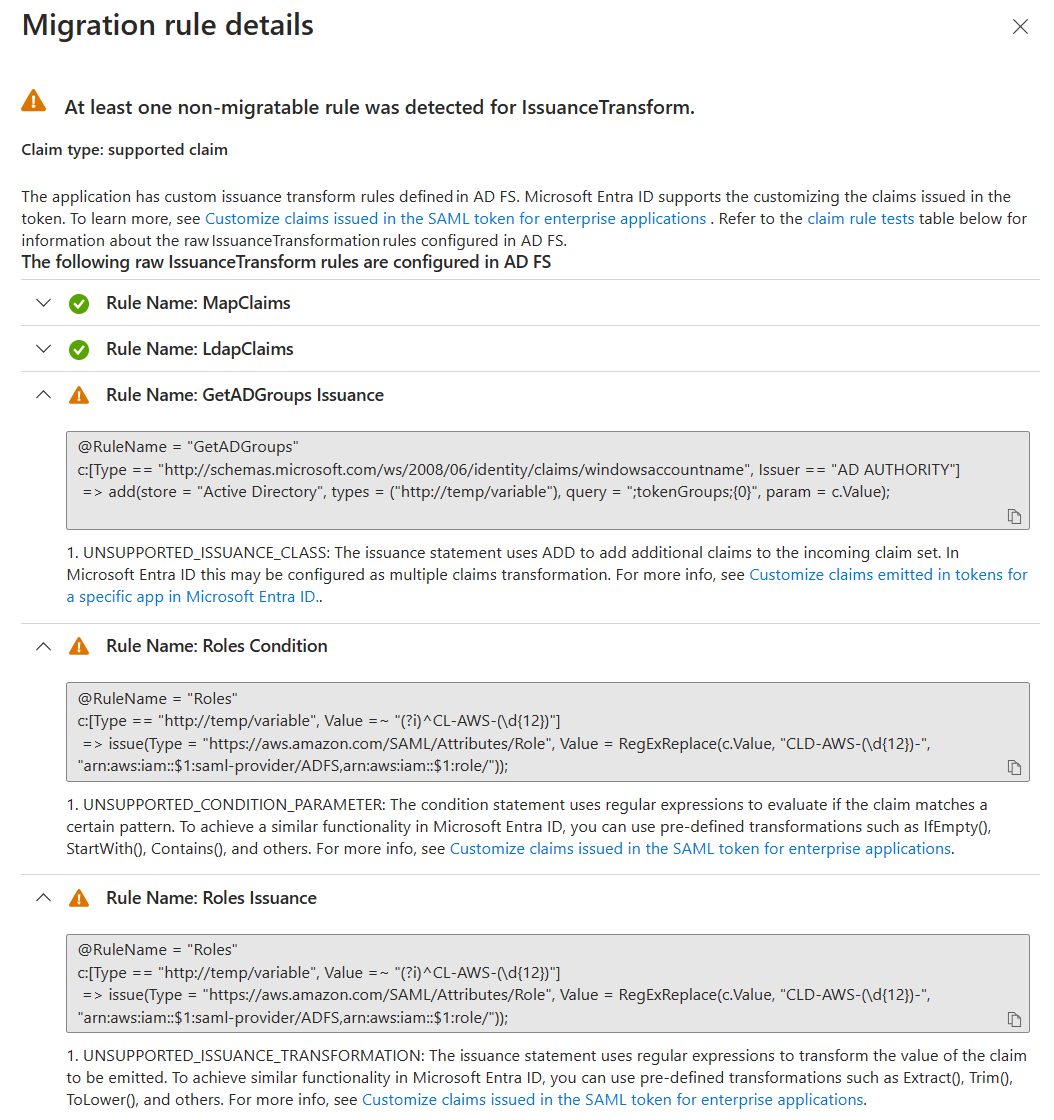 Migration rule details
At least one non-migratable rule was detected for IssuanceTransform.
Claim type: supported claim
The application has custom issuance transform rules defined in AD FS. Microsoft Entra ID supports the customizing the claims issued in the
token. To learn more, see Customize claims issued in the SAML token for enterprise applications . Refer to the claim rule tests table below for
information about the raw IssuanceTransformation rules configured in AD FS.
The following raw IssuanceTransform rules are configured in AD FS
Rule Name: MapClaims
Rule Name: LdapClaims
Rule Name: GetADGroups Issuance
@RuleName = "GetADGroups"
c:[Type == "http://schemas.microsoft.com/ws/2008/06/identity/claims/windowsaccountname", Issuer == "AD AUTHORITY"]
=> add(store = "Active Directory", types = ("http://temp/variable"), query = ";tokenGroups;{0}", param = c.Value);
1. UNSUPPORTED_ISSUANCE_CLASS: The issuance statement uses ADD to add additional claims to the incoming claim set. In
Microsoft Entra ID this may be configured as multiple claims transformation. For more info, see Customize claims emitted in tokens for
a specific app in Microsoft Entra ID..
Rule Name: Roles Condition
@RuleName = "Roles"
c:[Type == "http://temp/variable", Value =~ "(?i)^CL-AWS-(\d{12})"]
=> issue(Type = "https://aws.amazon.com/SAML/Attributes/Role", Value = RegExReplace(c.Value, "CLD-AWS-(\d{12})-",
"arn:aws:iam::$1:saml-provider/ADFS,arn:aws:iam::$1:role/"));
1. UNSUPPORTED_CONDITION_PARAMETER: The condition statement uses regular expressions to evaluate if the claim matches a
certain pattern. To achieve a similar functionality in Microsoft Entra ID, you can use pre-defined transformations such as IfEmpty(),
StartWith(), Contains(), and others. For more info, see Customize claims issued in the SAML token for enterprise applications.
Rule Name: Roles Issuance
@RuleName = "Roles"
c:[Type == "http://temp/variable", Value =~ "(?i)^CL-AWS-(\d{12})"]
=> issue(Type = "https://aws.amazon.com/SAML/Attributes/Role", Value = RegExReplace(c.Value, "CLD-AWS-(\d{12})-",
"arn:aws:iam::$1:saml-provider/ADFS,arn:aws:iam::$1:role/"));
1. UNSUPPORTED_ISSUANCE_TRANSFORMATION: The issuance statement uses regular expressions to transform the value of the claim
to be emitted. To achieve similar functionality in Microsoft Entra ID, you can use pre-defined transformations such as Extract(), Trim(),
ToLower(), and others. For more info, see Customize claims issued in the SAML token for enterprise applications.